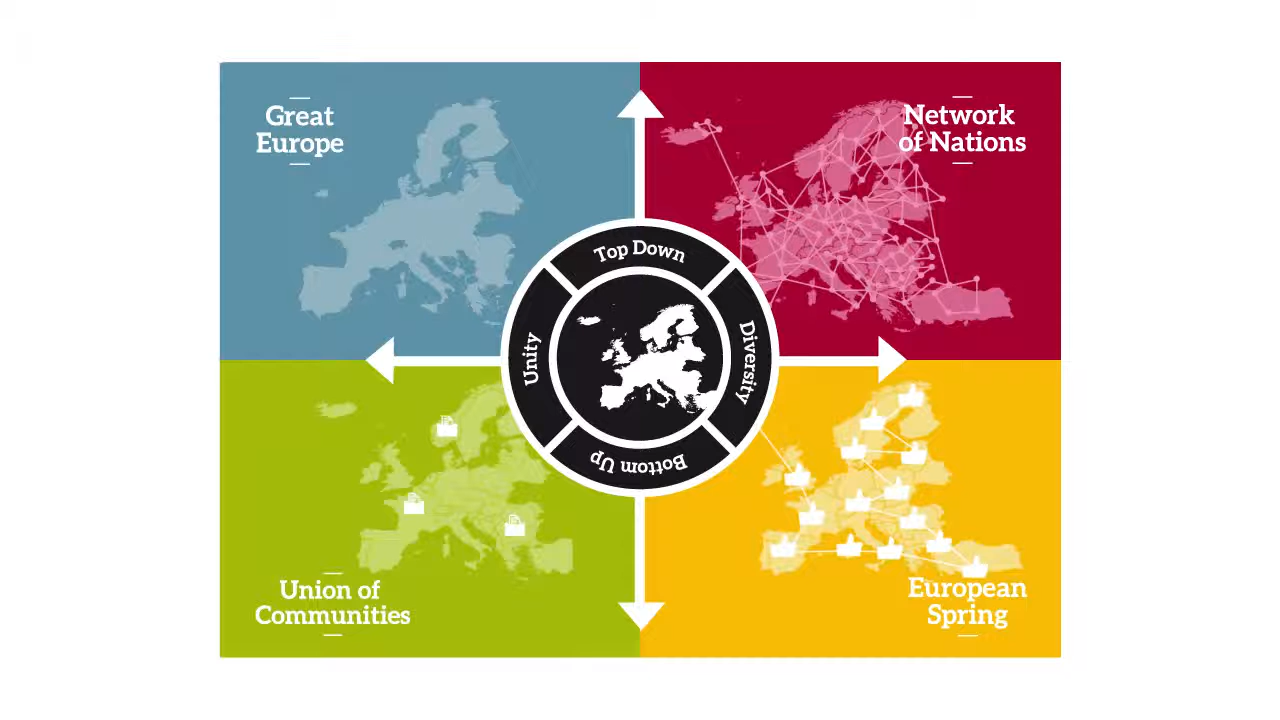 Great
Europe
Network
of Nations
Top Down
Unity
Diversity
Bottom Up
Union of
Communities
European
Spring